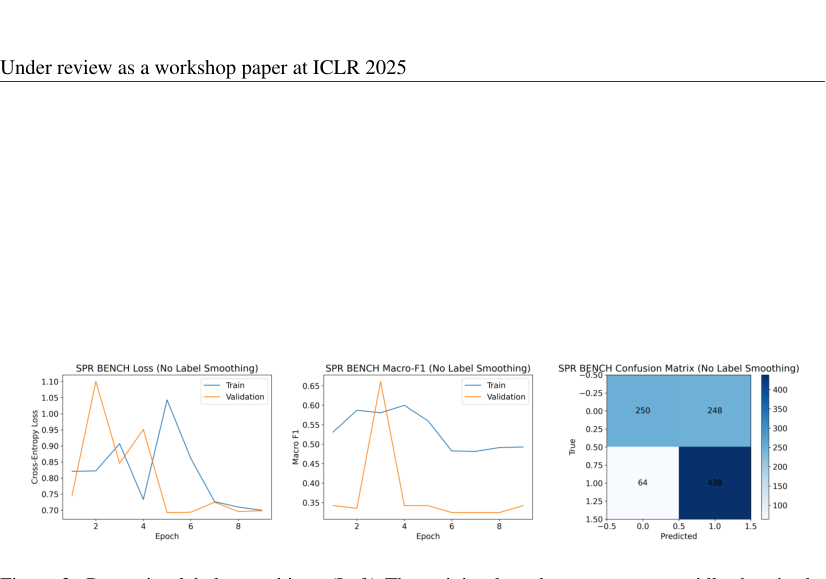 Under review as a workshop paper at ICLR 2025
SPR BENCH Loss (No Label Smoothing)
Train
Validation
1.10
1.05
1.00
0.95
0.90
0.85
0.80
0.75
0.70
Cross-Entropy Loss
2 4 6 8
Epoch
SPR BENCH Macro-F1 (No Label Smoothing)
Train
Validation
0.65
0.60
0.55
0.50
0.45
0.40
0.35
Macro F1
2 4 6 8
Epoch
SPR BENCH Confusion Matrix (No Label Smoothing)
−0.50
−0.25
0.00
0.25
0.50
0.75
1.00
1.25
1.50
True
250 248
64 438
−0.5 0.0 0.5 1.0 1.5
Predicted
400
350
300
250
200
150
100